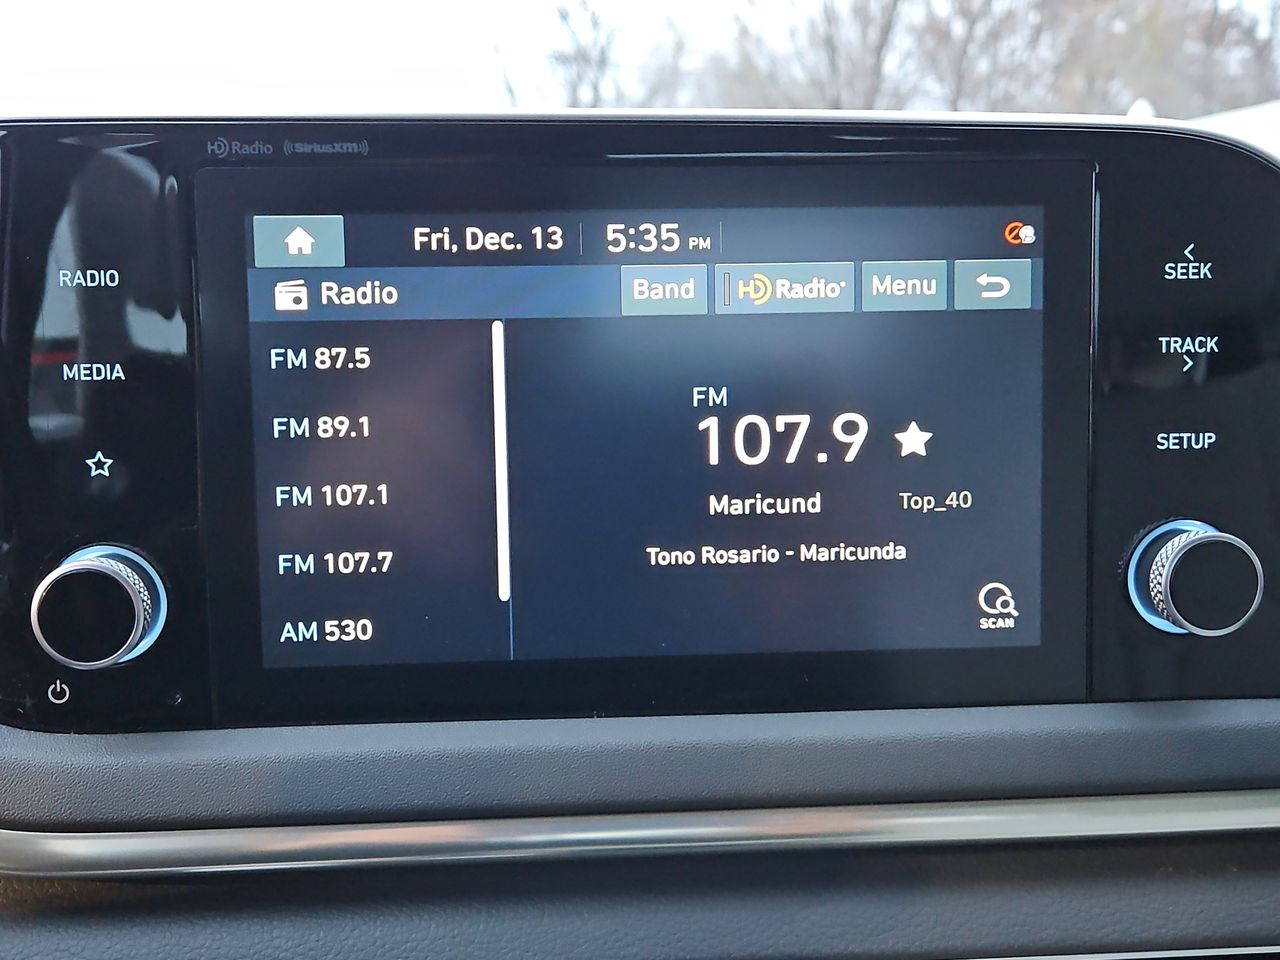 HD Radio SiriusXM
Fri, Dec. 13 5:35 PM
Radio Band HD Radio Menu
FM 87.5
FM 89.1
FM 107.1
FM 107.7
AM 530
FM
107.9
Maricund Top_40
Tono Rosario - Maricunda
SCAN
RADIO
MEDIA
SEEK
TRACK
SETUP